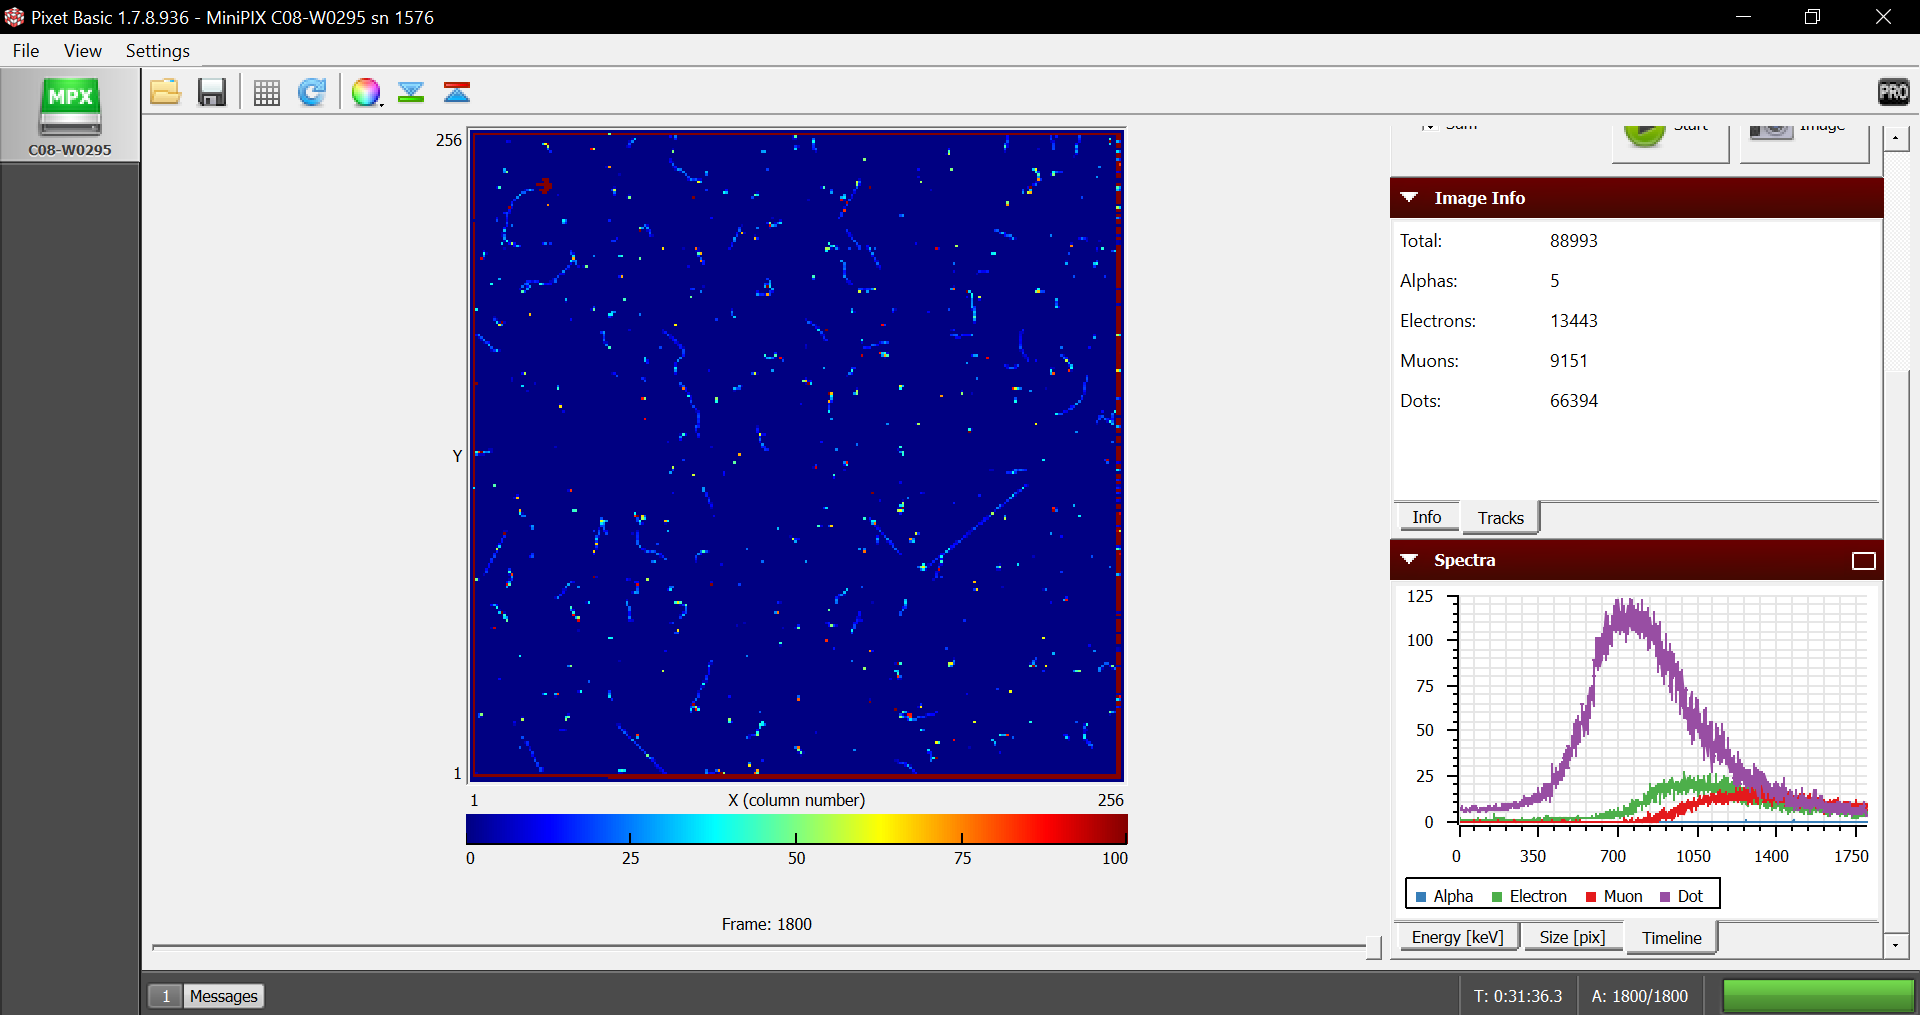 Pixet Basic 1.7.8.936 - MiniPIX C08-W0295 sn 1576
File View Settings
MPX
C08-W0295
PRO
Sum
Start
Image
Image Info
Total: 88993
Alphas: 5
Electrons: 13443
Muons: 9151
Dots: 66394
Info Tracks
Spectra
125
100
75
50
25
0
0 350 700 1050 1400 1750
Alpha Electron Muon Dot
Energy [keV] Size [pix] Timeline
256
Y
1
1 X (column number) 256
0 25 50 75 100
Frame: 1800
1 Messages
T: 0:31:36.3 A: 1800/1800